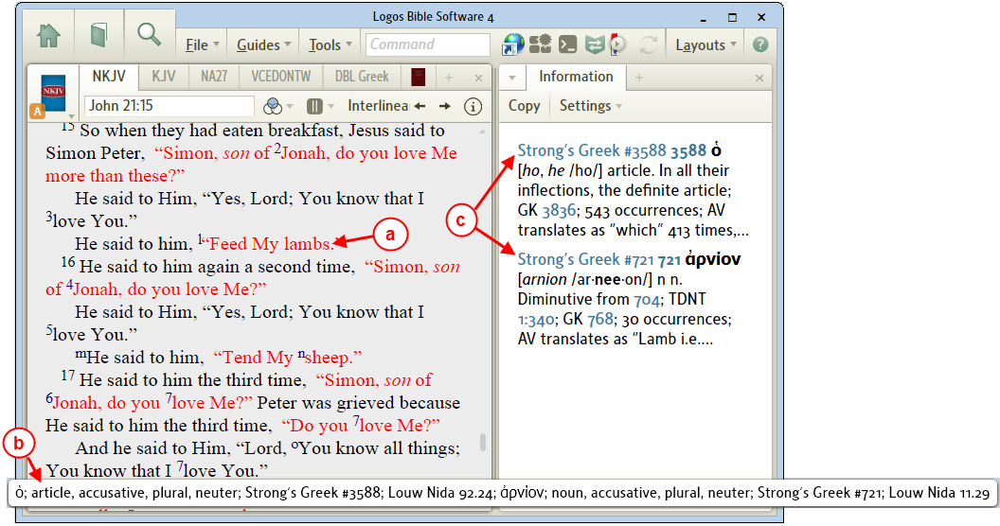 Logos Bible Software 4
File Guides Tools Command Layouts
NKJV KJV NA27 VCEDONTW DBL Greek
NKJV
A
John 21:15 Interlinea
15 So when they had eaten breakfast, Jesus said to
Simon Peter, “Simon, son of 2Jonah, do you love Me
more than these?”
He said to Him, “Yes, Lord; You know that I
3love You.”
He said to him, l“Feed My lambs.”
a
16 He said to him again a second time, “Simon, son
of 4Jonah, do you love Me?”
He said to Him, “Yes, Lord; You know that I
5love You.”
mHe said to him, “Tend My nsheep.”
17 He said to him the third time, “Simon, son of
6Jonah, do you 7love Me?” Peter was grieved because
He said to him the third time, “Do you 7love Me?”
b
And he said to Him, “Lord, oYou know all things;
You know that I 7love You.”
Information
Copy Settings
c
Strong's Greek #3588 3588 ὁ
[ho, he /ho/] article. In all their
inflections, the definite article;
GK 3836; 543 occurrences; AV
translates as “which” 413 times,...
Strong's Greek #721 721 ἀρνίον
[arnion /ar·nee·on/] n n.
Diminutive from 704; TDNT
1:340; GK 768; 30 occurrences;
AV translates as “Lamb i.e....
ὁ; article, accusative, plural, neuter; Strong's Greek #3588; Louw Nida 92.24; ἀρνίον; noun, accusative, plural, neuter; Strong's Greek #721; Louw Nida 11.29